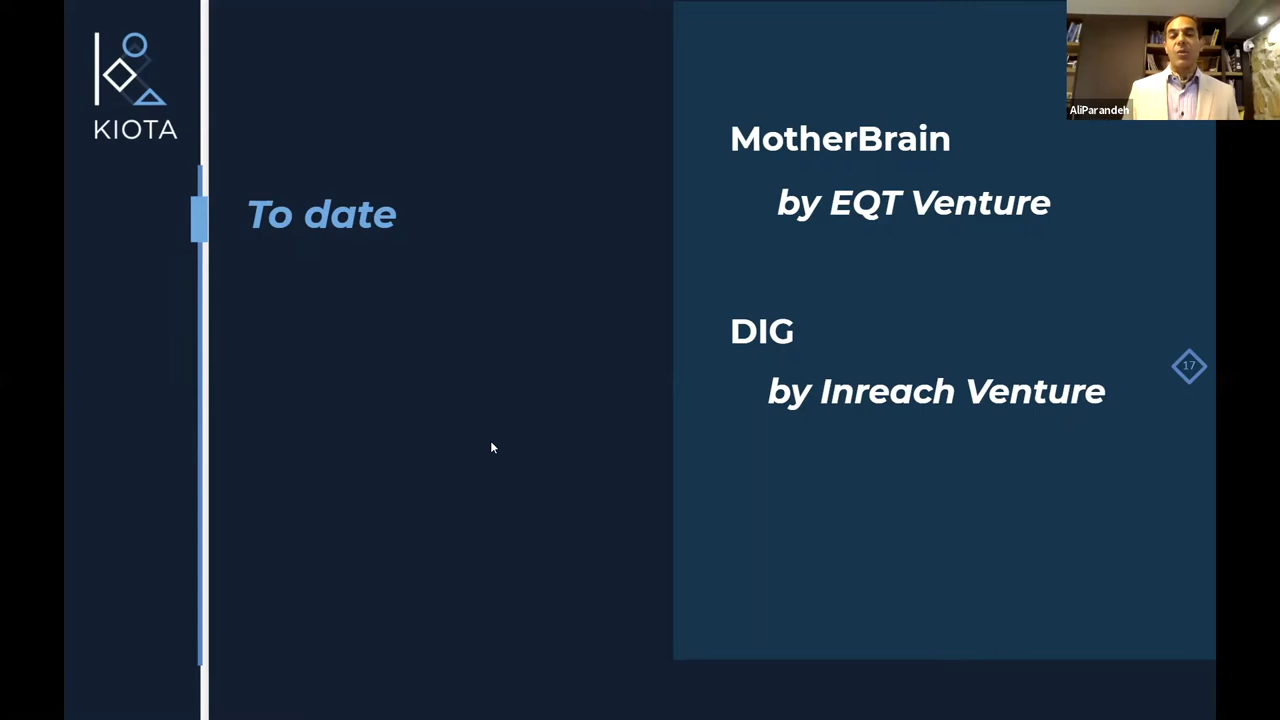 KIOTA
To date
MotherBrain
by EQT Venture
DIG
by Inreach Venture
17
AliParandeh